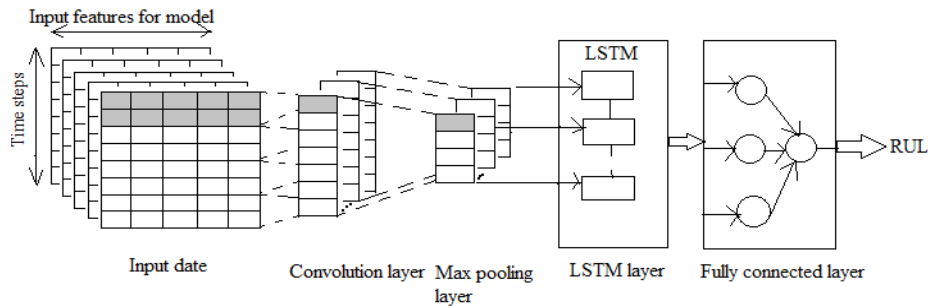 Input features for model
Time steps
LSTM
RUL
Input date
Convolution layer
Max pooling
layer
LSTM layer
Fully connected layer